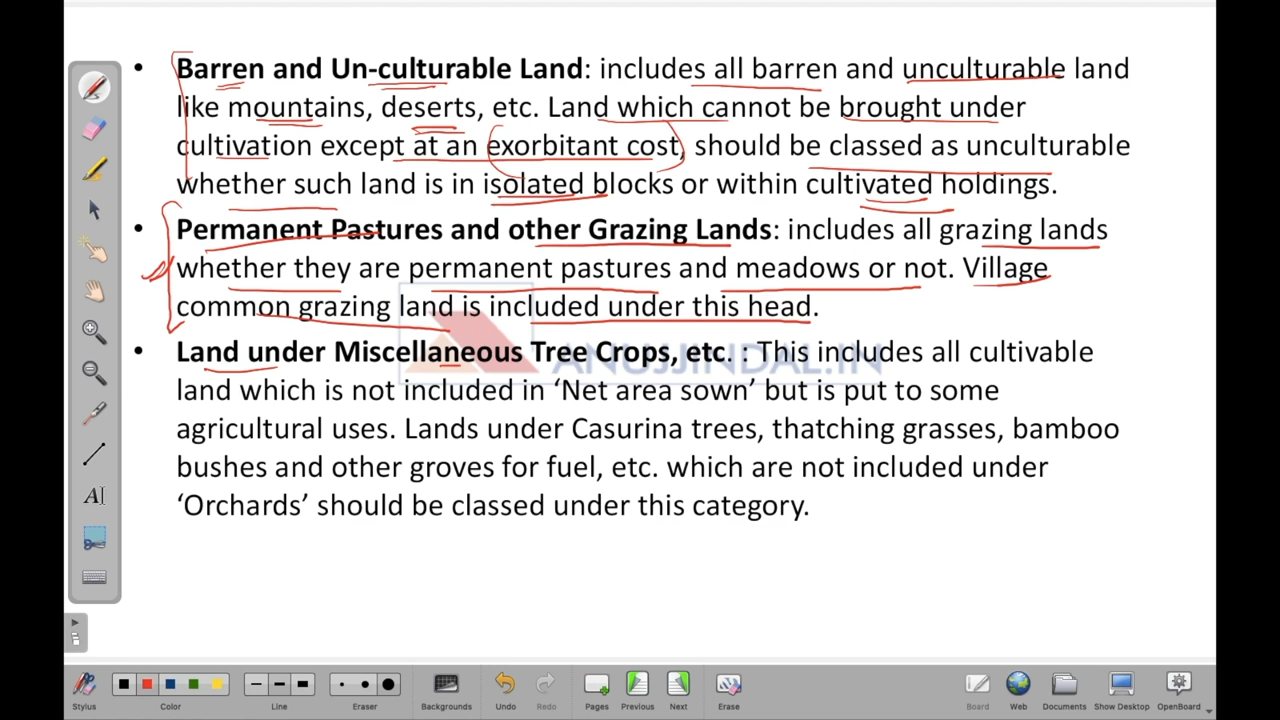 • Barren and Un-culturable Land: includes all barren and unculturable land
like mountains, deserts, etc. Land which cannot be brought under
cultivation except at an exorbitant cost, should be classed as unculturable
whether such land is in isolated blocks or within cultivated holdings.
• Permanent Pastures and other Grazing Lands: includes all grazing lands
whether they are permanent pastures and meadows or not. Village
common grazing land is included under this head.
• Land under Miscellaneous Tree Crops, etc. : This includes all cultivable
land which is not included in ‘Net area sown’ but is put to some
agricultural uses. Lands under Casurina trees, thatching grasses, bamboo
bushes and other groves for fuel, etc. which are not included under
‘Orchards’ should be classed under this category.
ANUJJINDAL.IN
AI
Stylus Color Line Eraser Backgrounds Undo Redo Pages Previous Next Erase Board Web Documents Show Desktop OpenBoard